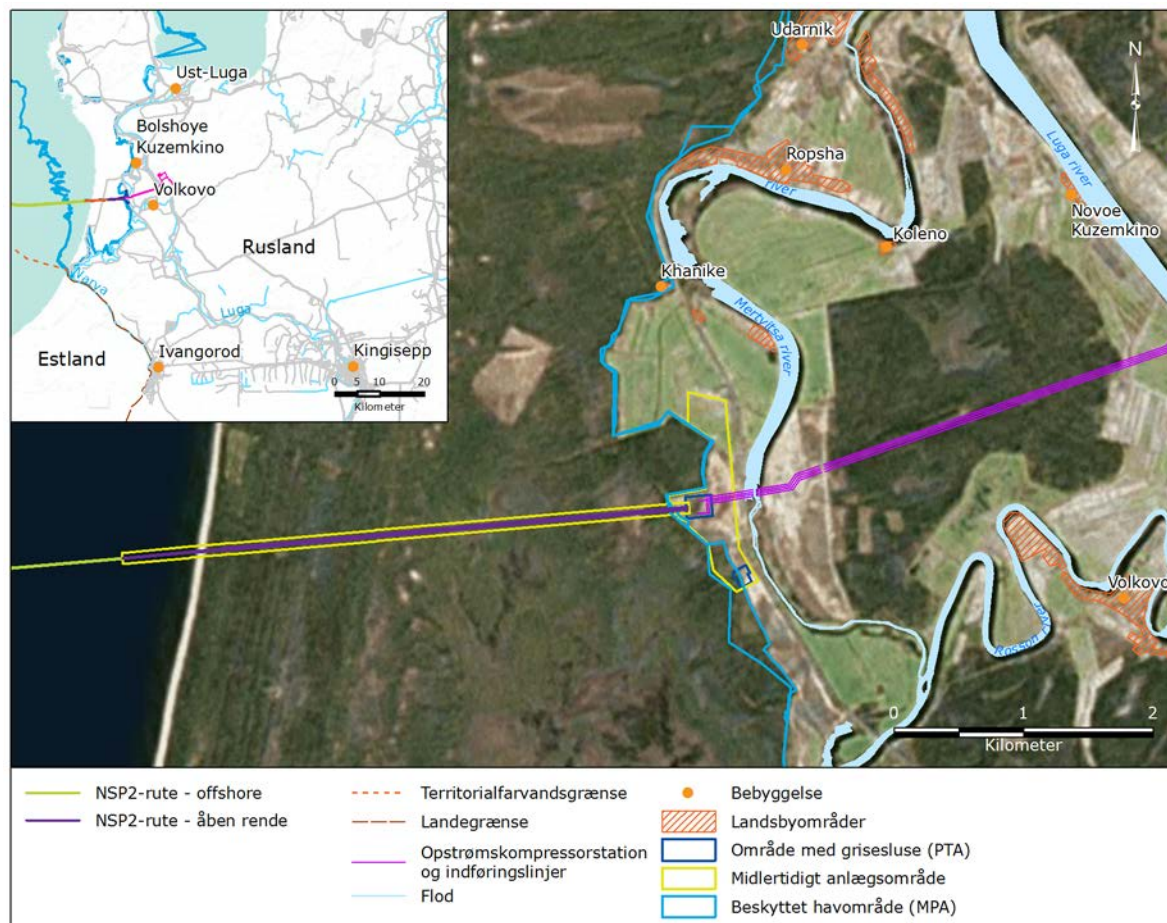 Ust-Luga
Bolshoye
Kuzemkino
Volkovo
Rusland
Narva
Luga
Estland
Ivangorod
Kingisepp
0 5 10 20
Kilometer
Udarnik
N
Ropsha
river
Luga river
Novoe
Kuzemkino
Koleno
Khanike
Mertvitsa river
Volkovo
Rosson river
0 1 2
Kilometer
NSP2-rute - offshore
NSP2-rute - åben rende
Territorialfarvandsgrænse
Landegrænse
Opstrømskompressorstation
og indføringslinjer
Flod
Bebyggelse
Landsbyområder
Område med grisesluse (PTA)
Midlertidigt anlægsområde
Beskyttet havområde (MPA)